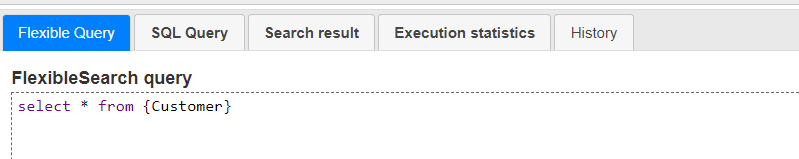 Flexible Query SQL Query Search result Execution statistics History
FlexibleSearch query
select * from {Customer}